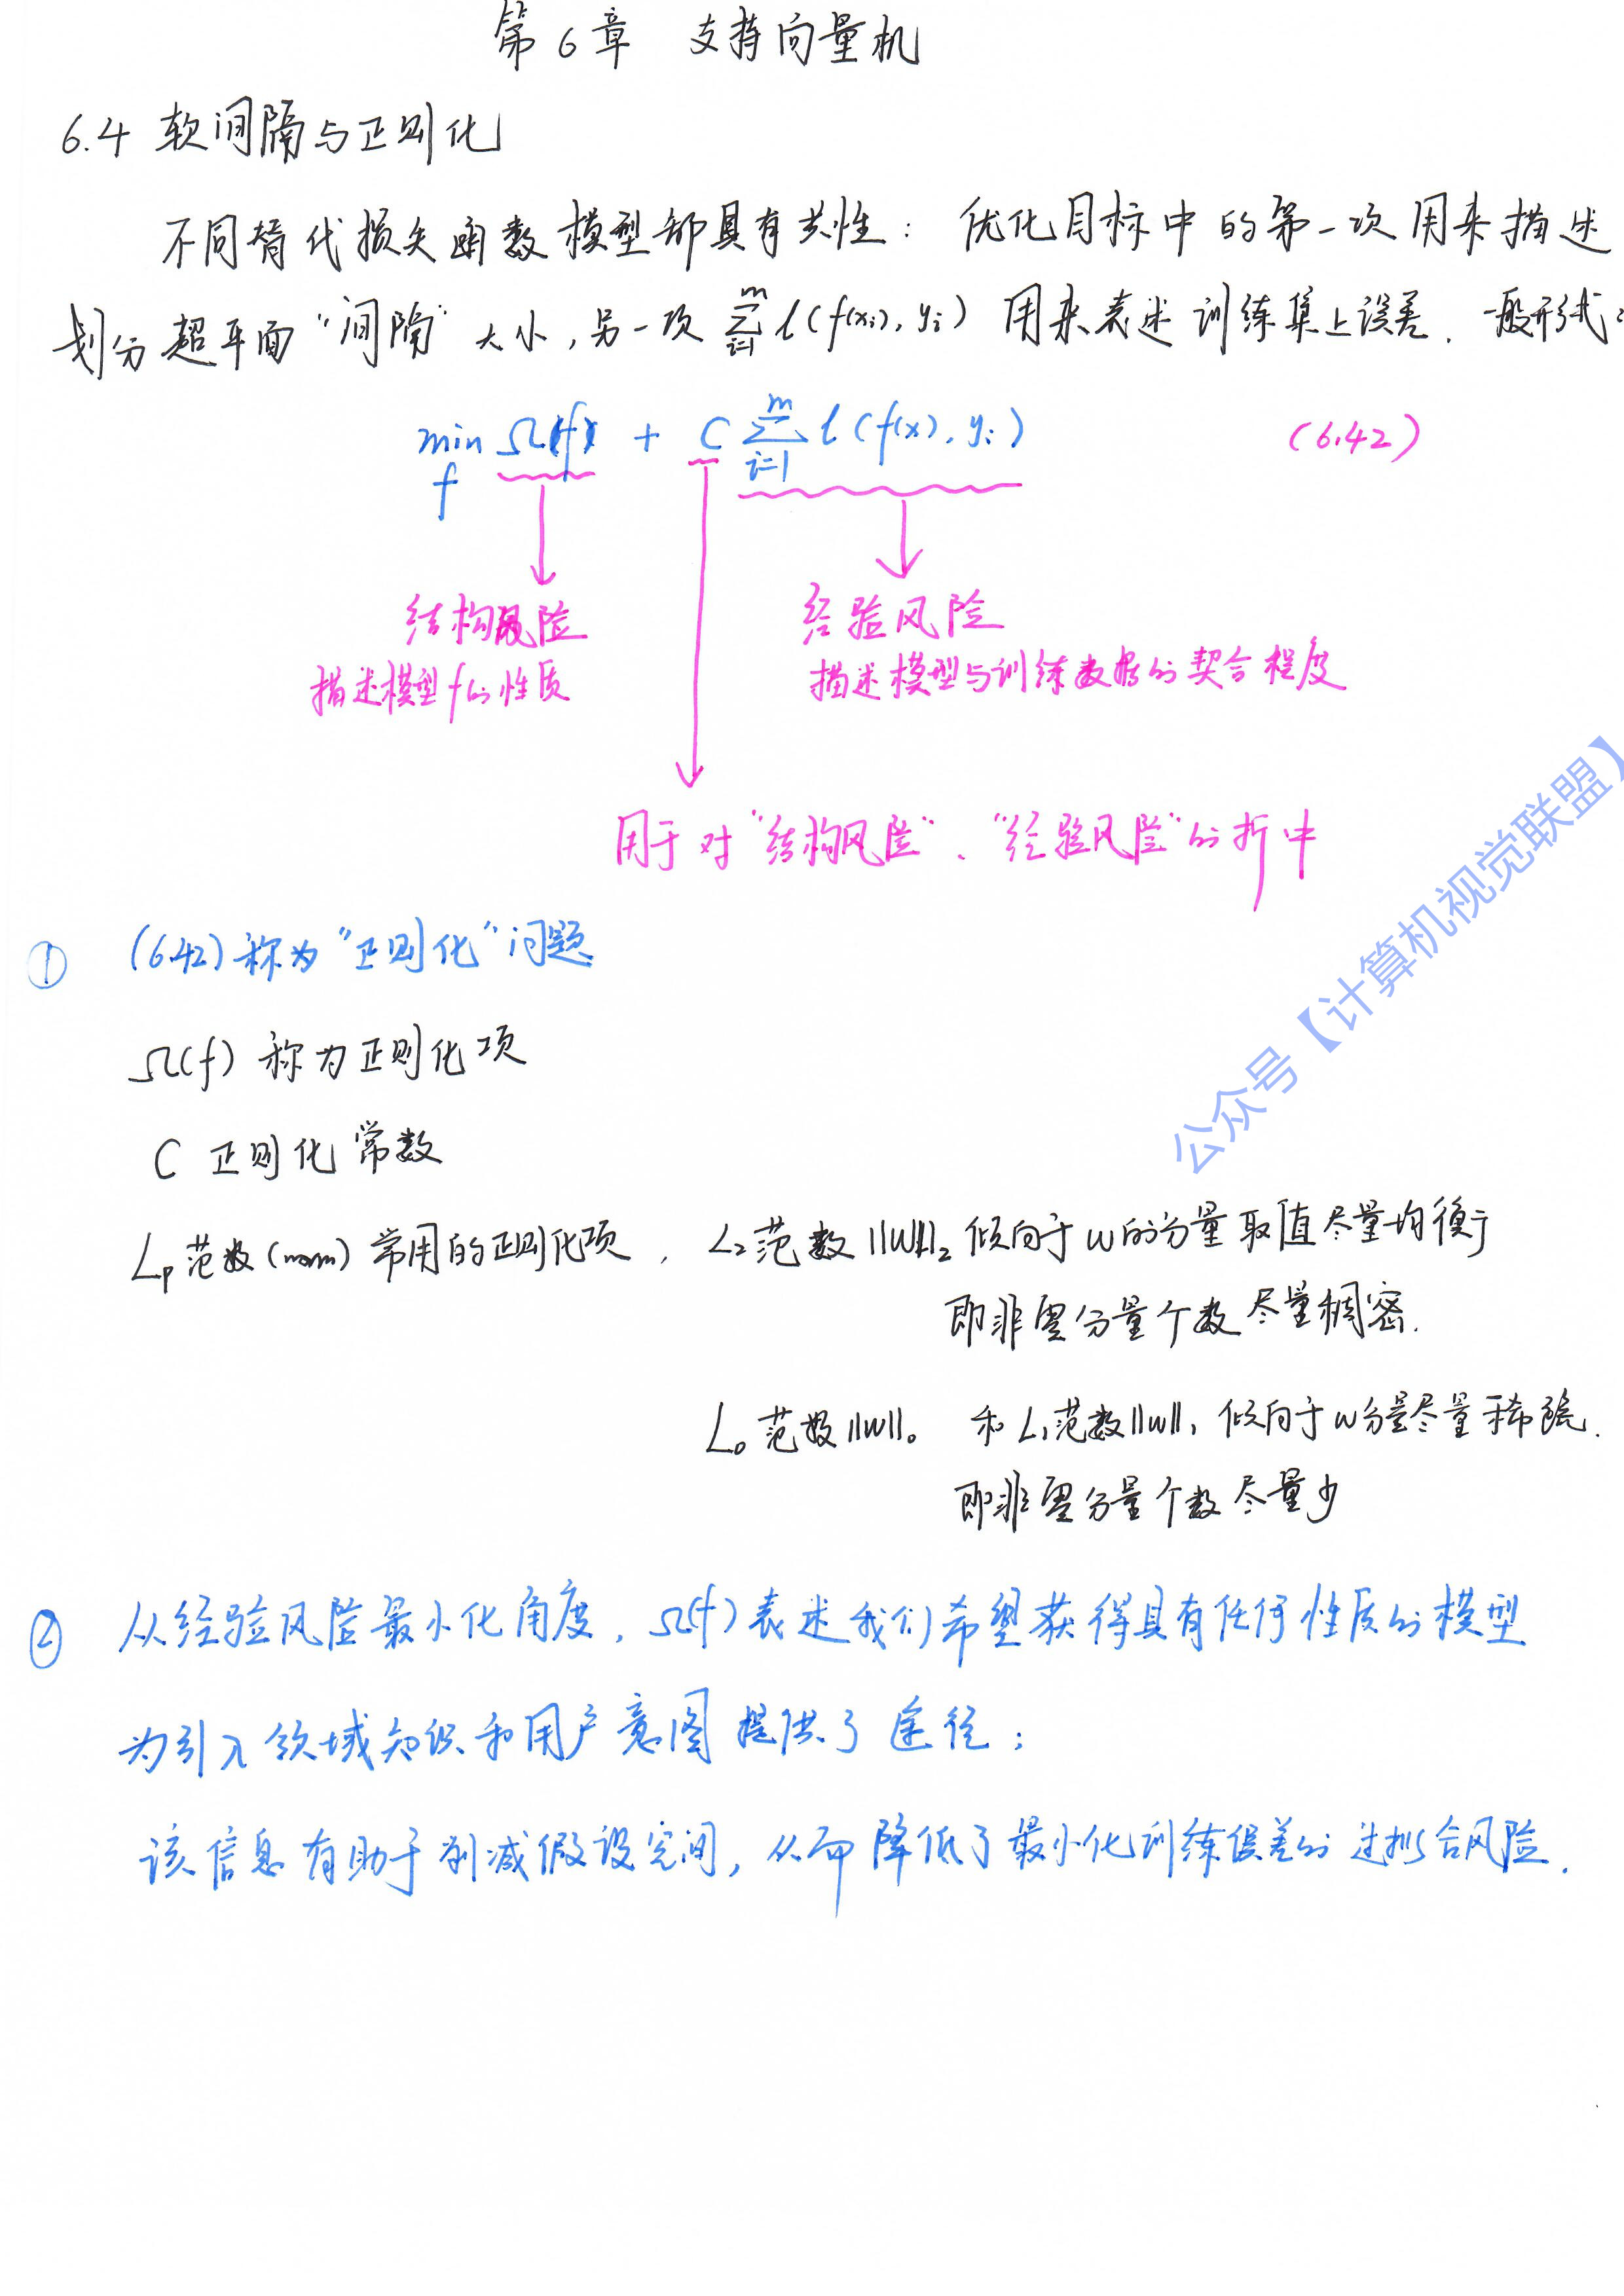 第6章 支持向量机
6.4 软间隔与正则化
不同替代损失函数模型都具有共性： 优化目标中的第一次用来描述
划分超平面“间隔”大小，另一项 ∑_{i=1}^{m} l(f(x_i), y_i) 用来表述训练集上误差. 一般形式：
min_f Ω(f) + C ∑_{i=1}^{m} l(f(x), y_i) (6.42)
结构风险 经验风险
描述模型f的性质 描述模型与训练数据的契合程度
用于对“结构风险”、“经验风险”的折中
① (6.42)称为“正则化”问题
Ω(f) 称为正则化项
C 正则化常数
L_p范数(norm) 常用的正则化项， L_2范数 ||w||_2 倾向于w的分量取值尽量均衡
即非零分量个数尽量稠密.
L_0 范数||w||_0 和 L_1范数||w||_1 倾向于w分量尽量稀疏.
即非零分量个数尽量少
② 从经验风险最小化角度，Ω(f)表述我们希望获得具有任何性质的模型
为引入领域知识和用户意图提供了途径；
该信息有助于削减假设空间，从而降低了最小化训练误差的过拟合风险.
公众号【计算机视觉联盟】